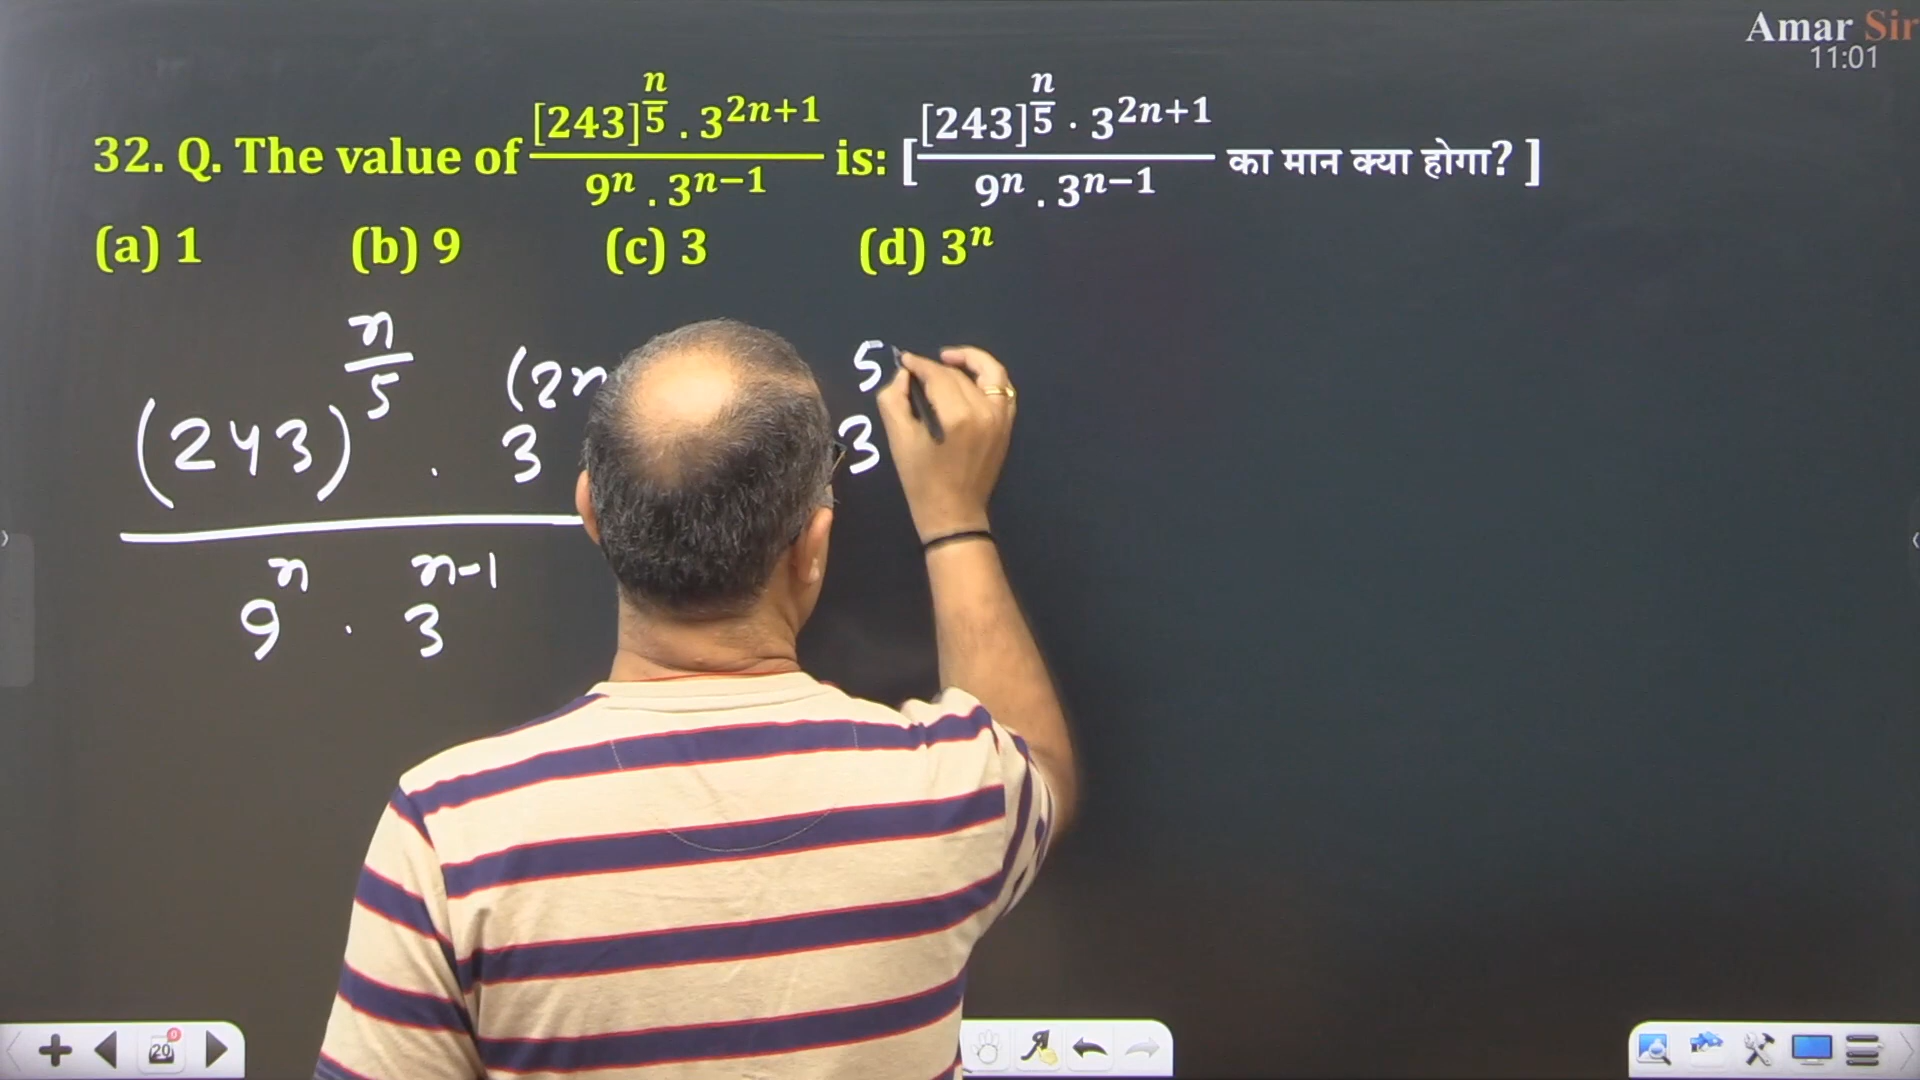 Amar Sir
11:01
32. Q. The value of [243]^{n/5} . 3^{2n+1} / 9^n . 3^{n−1} is: [ [243]^{n/5} · 3^{2n+1} / 9^n . 3^{n−1} का मान क्या होगा? ]
(a) 1 (b) 9 (c) 3 (d) 3^n
(243)^{n/5} . 3^{(2n
3^5
9^n . 3^{n-1}
20
0